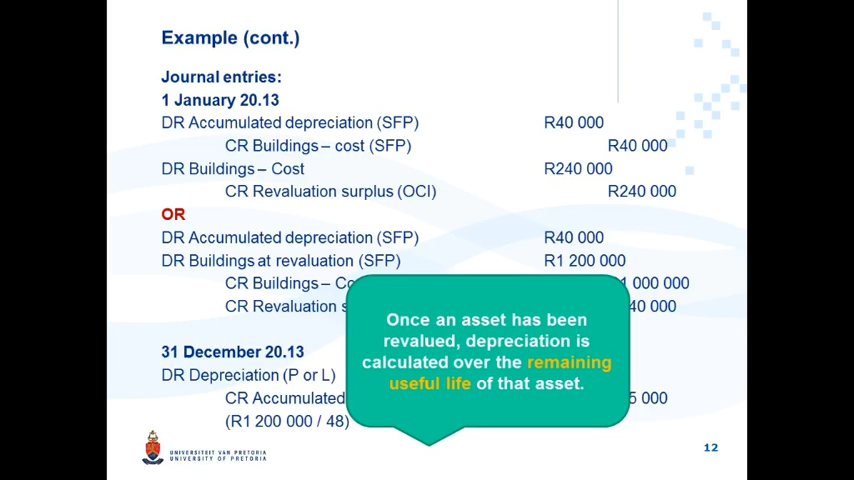 Example (cont.)
Journal entries:
1 January 20.13
DR Accumulated depreciation (SFP) R40 000
CR Buildings – cost (SFP) R40 000
DR Buildings – Cost R240 000
CR Revaluation surplus (OCI) R240 000
OR
DR Accumulated depreciation (SFP) R40 000
DR Buildings at revaluation (SFP) R1 200 000
CR Buildings – Co 1 000 000
CR Revaluation s 40 000
Once an asset has been
revalued, depreciation is
calculated over the remaining
useful life of that asset.
31 December 20.13
DR Depreciation (P or L)
CR Accumulated 5 000
(R1 200 000 / 48)
UNIVERSITEIT VAN PRETORIA
UNIVERSITY OF PRETORIA
12